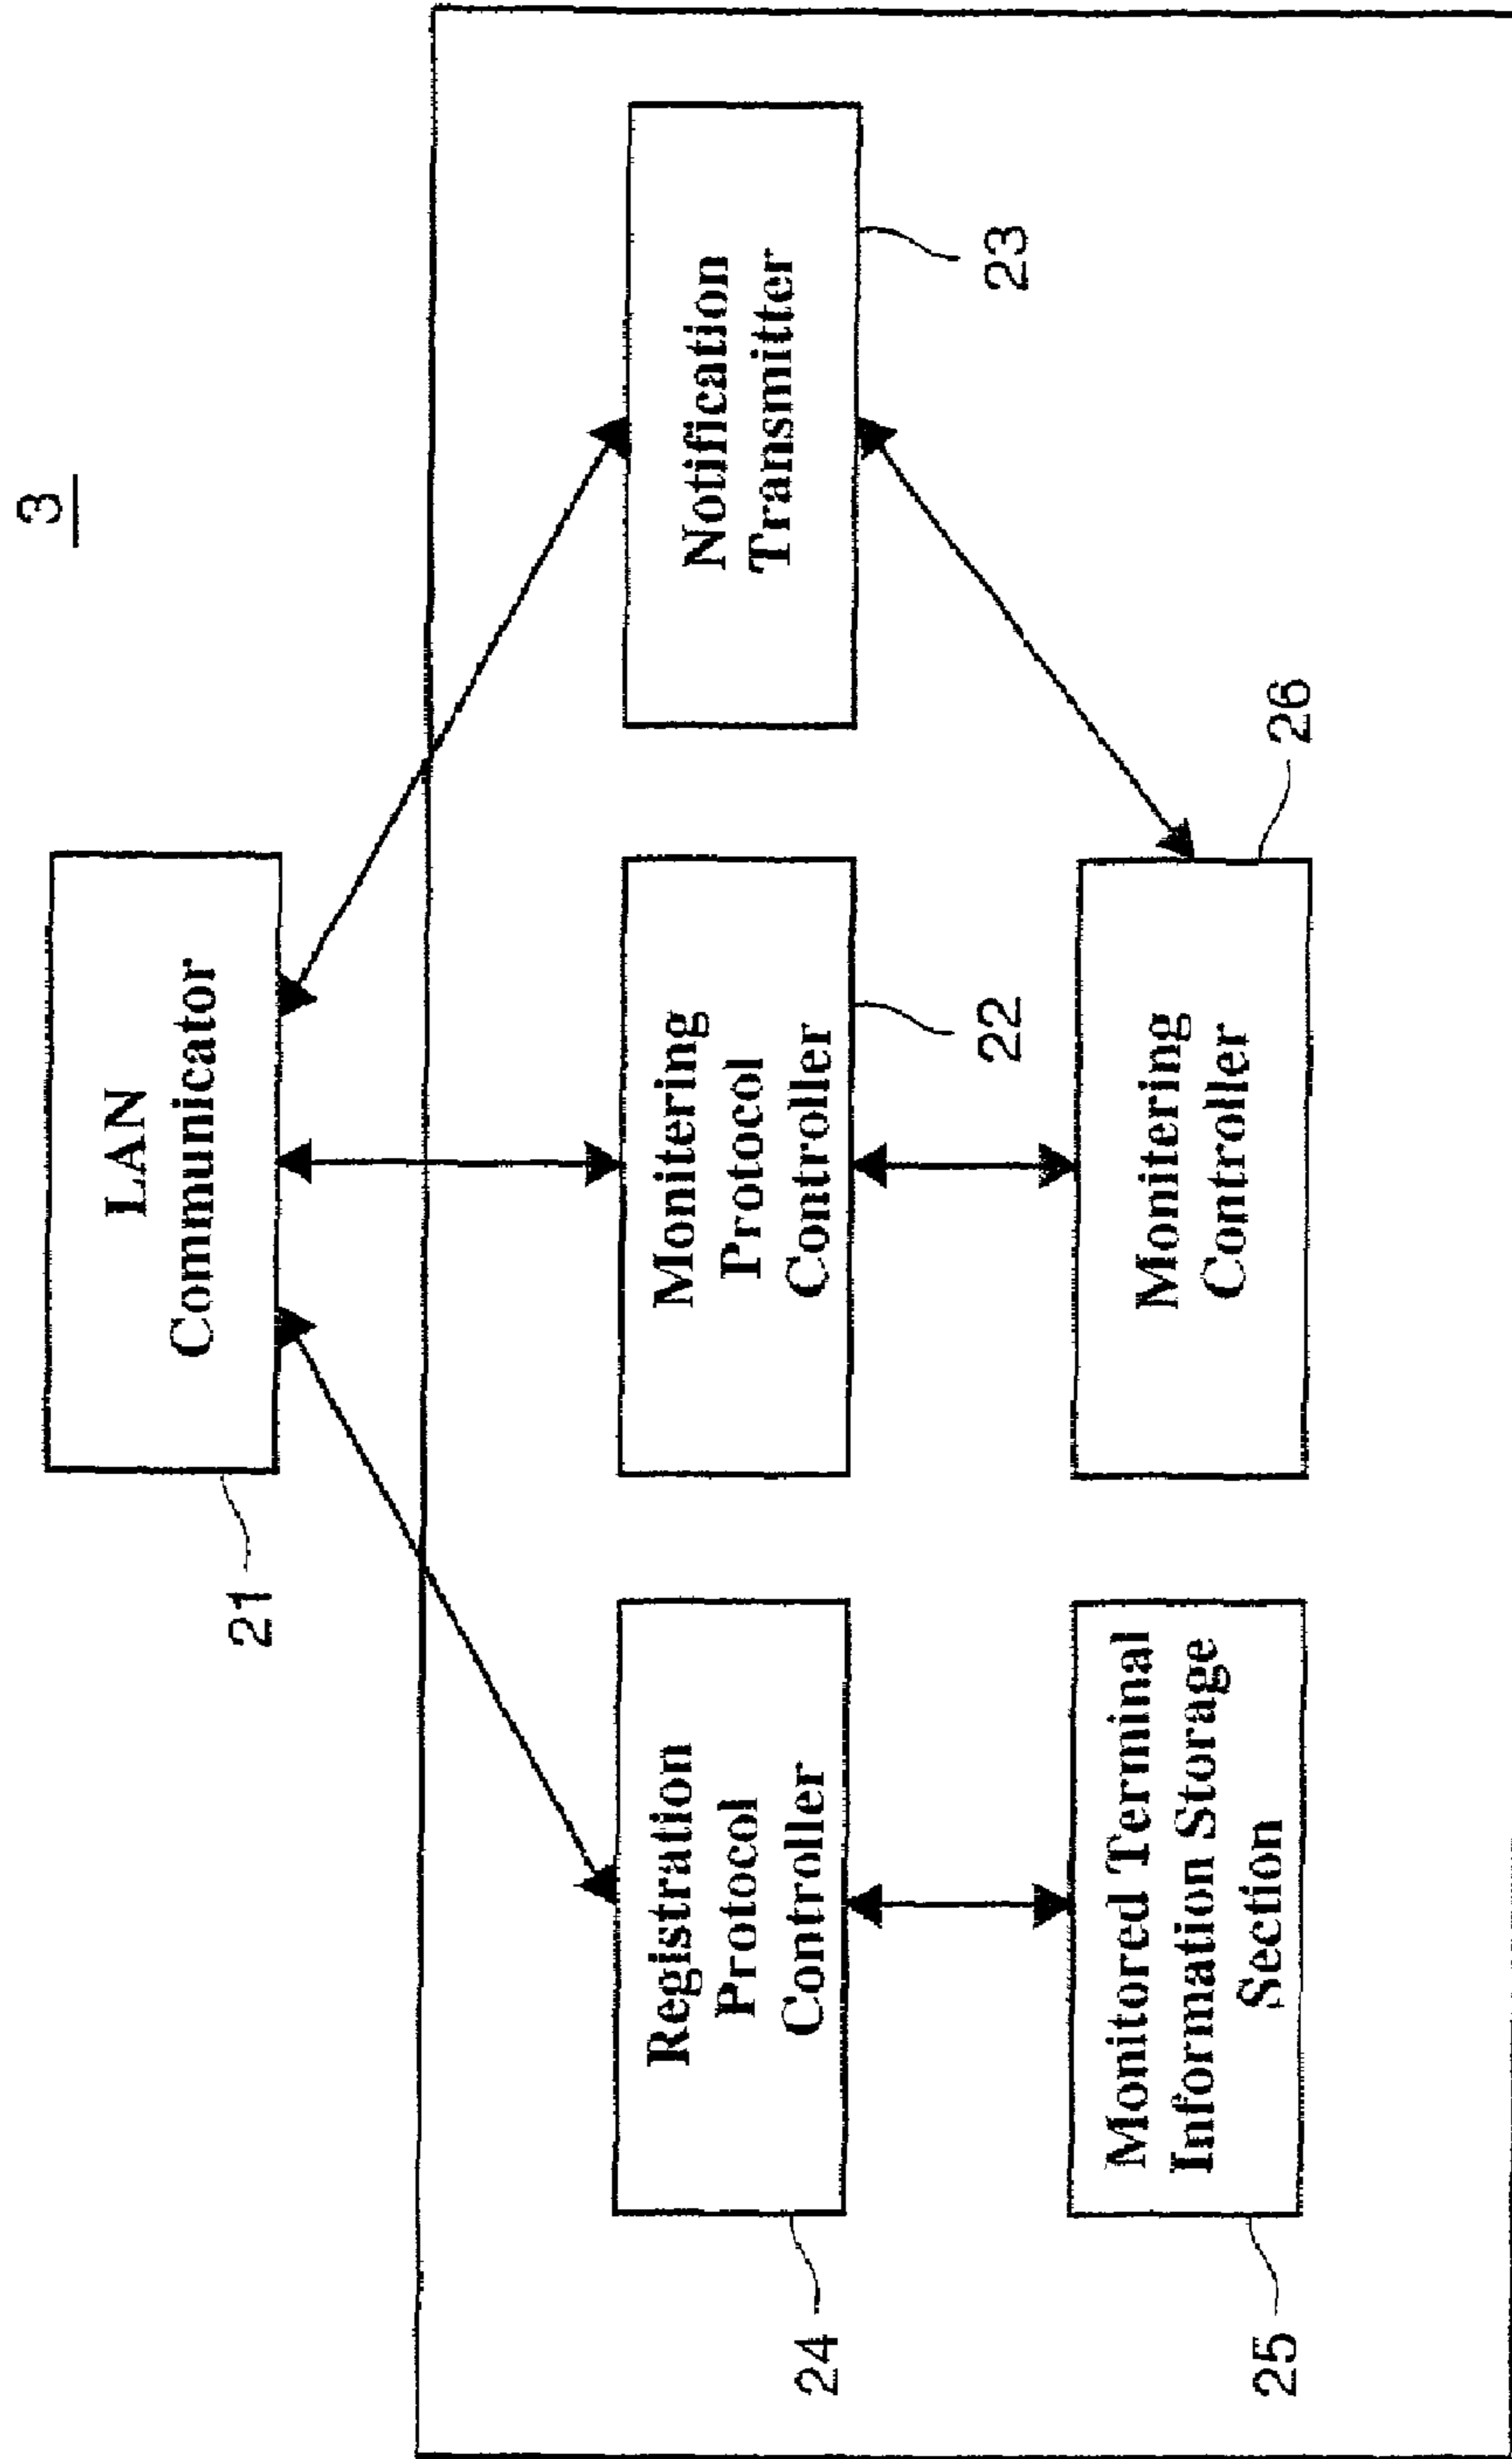 3
LAN
Communicator
21
Registration
Protocol
Controller
24
Monitering
Protocol
Controller
22
Notification
Transmitter
23
Monitored Terminal
Information Storage
Section
25
Monitering
Controller
26